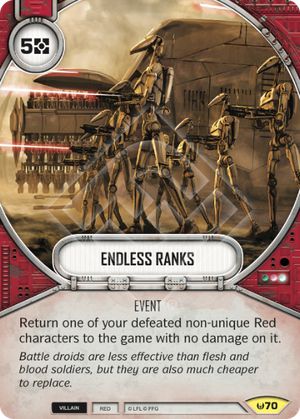 5
ENDLESS RANKS
EVENT
Return one of your defeated non-unique Red
characters to the game with no damage on it.
Battle droids are less effective than flesh and
blood soldiers, but they are also much cheaper
to replace.
VILLAIN RED © LFL © FFG 70